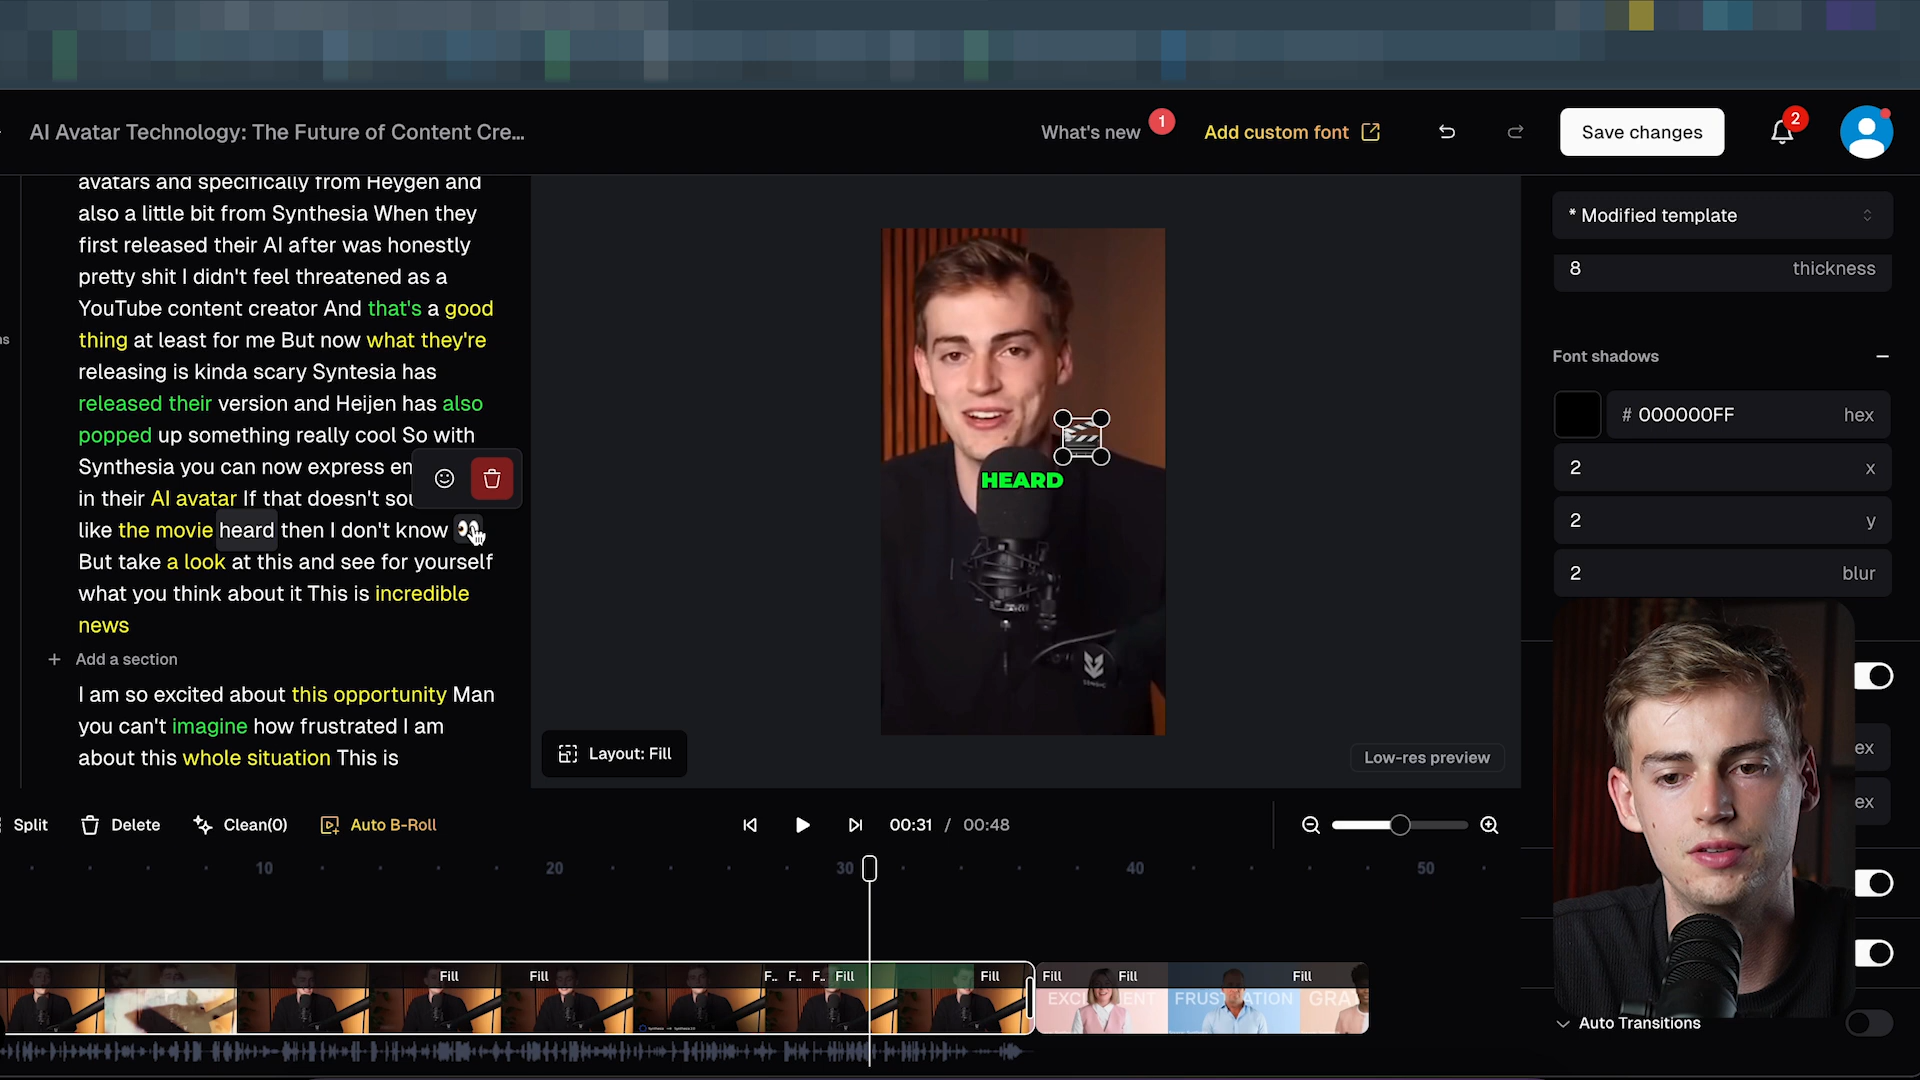 AI Avatar Technology: The Future of Content Cre...
What's new
1
Add custom font
Save changes
2
avatars and specifically from Heygen and
also a little bit from Synthesia When they
first released their AI after was honestly
pretty shit I didn't feel threatened as a
YouTube content creator And that's a good
thing at least for me But now what they're
releasing is kinda scary Syntesia has
released their version and Heijen has also
popped up something really cool So with
Synthesia you can now express en
in their AI avatar If that doesn't sou
like the movie heard then I don't know 👀
But take a look at this and see for yourself
what you think about it This is incredible
news
+ Add a section
I am so excited about this opportunity Man
you can't imagine how frustrated I am
about this whole situation This is
HEARD
Layout: Fill
Low-res preview
* Modified template
8 thickness
Font shadows
# 000000FF hex
2 x
2 y
2 blur
ex
ex
Auto Transitions
Split
Delete
Clean(0)
Auto B-Roll
00:31 / 00:48
10 20 30 40 50
Fill Fill F.. F.. F.. Fill Fill Fill Fill Fill